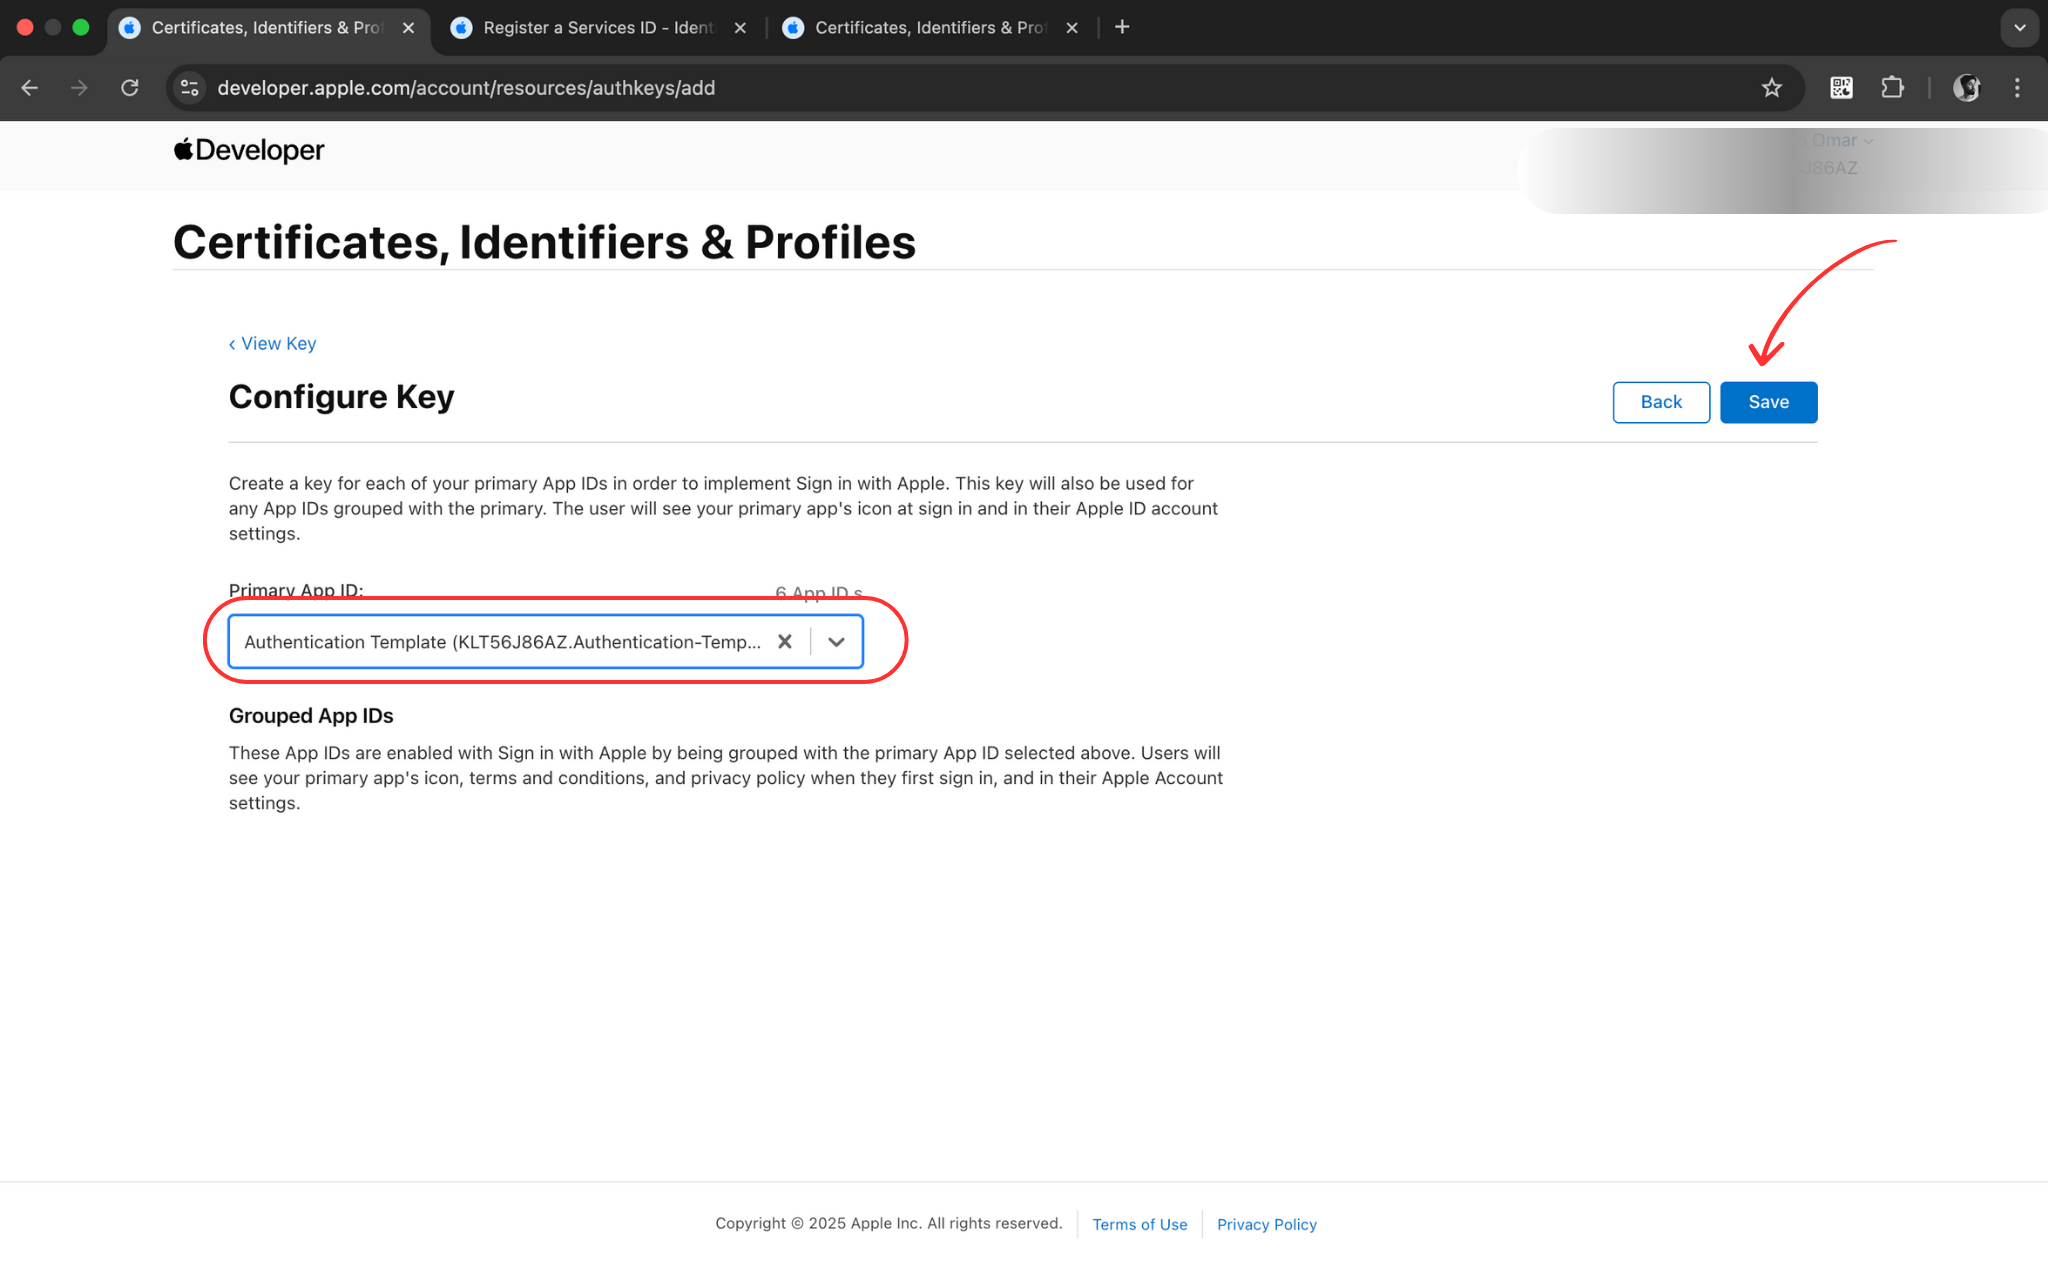 Certificates, Identifiers & Prof
Register a Services ID - Ident
Certificates, Identifiers & Prof
developer.apple.com/account/resources/authkeys/add
Developer
Omar
J86AZ
Certificates, Identifiers & Profiles
‹ View Key
Configure Key
Back
Save
Create a key for each of your primary App IDs in order to implement Sign in with Apple. This key will also be used for
any App IDs grouped with the primary. The user will see your primary app's icon at sign in and in their Apple ID account
settings.
Primary App ID:
6 App ID s
Authentication Template (KLT56J86AZ.Authentication-Temp...
Grouped App IDs
These App IDs are enabled with Sign in with Apple by being grouped with the primary App ID selected above. Users will
see your primary app's icon, terms and conditions, and privacy policy when they first sign in, and in their Apple Account
settings.
Copyright © 2025 Apple Inc. All rights reserved.
Terms of Use
Privacy Policy